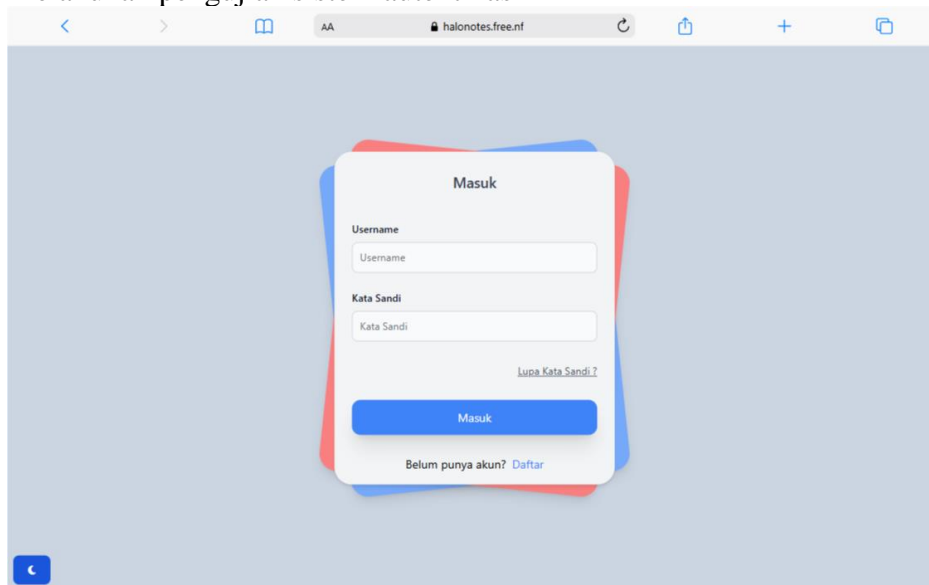 AA halonotes.free.nf
Masuk
Username
Username
Kata Sandi
Kata Sandi
Lupa Kata Sandi ?
Masuk
Belum punya akun? Daftar